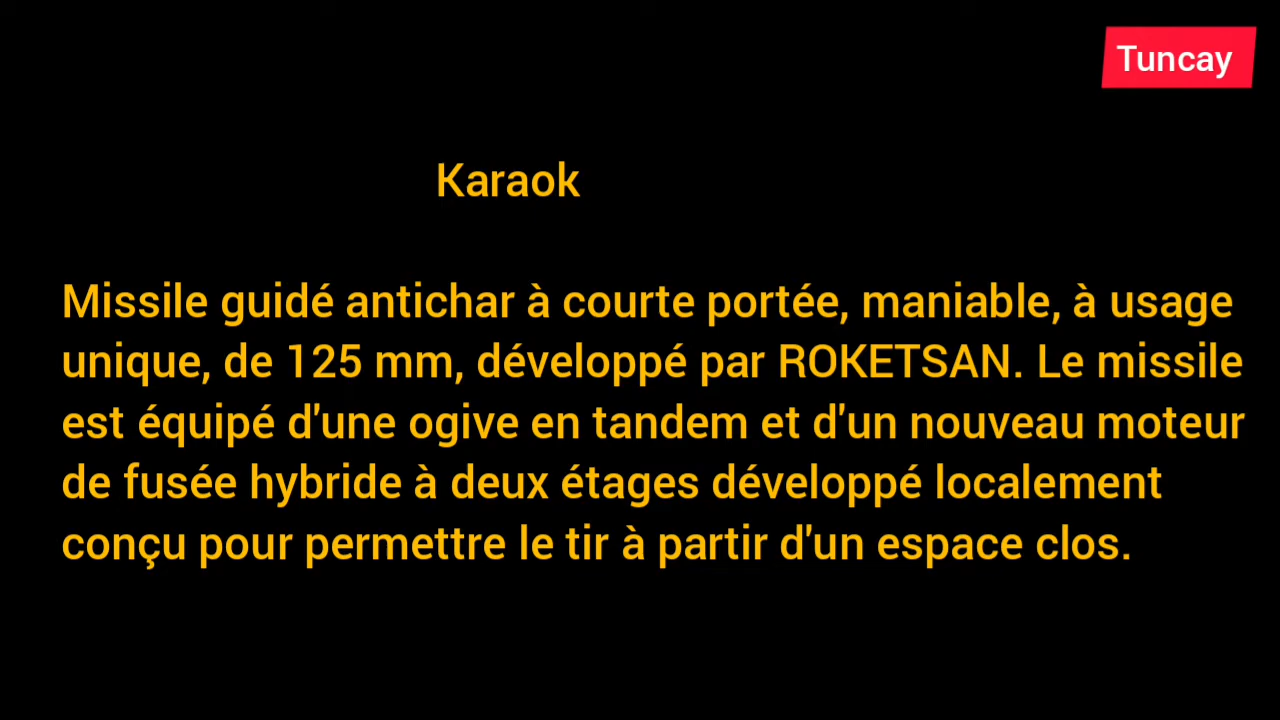 Tuncay
Karaok
Missile guidé antichar à courte portée, maniable, à usage
unique, de 125 mm, développé par ROKETSAN. Le missile
est équipé d'une ogive en tandem et d'un nouveau moteur
de fusée hybride à deux étages développé localement
conçu pour permettre le tir à partir d'un espace clos.